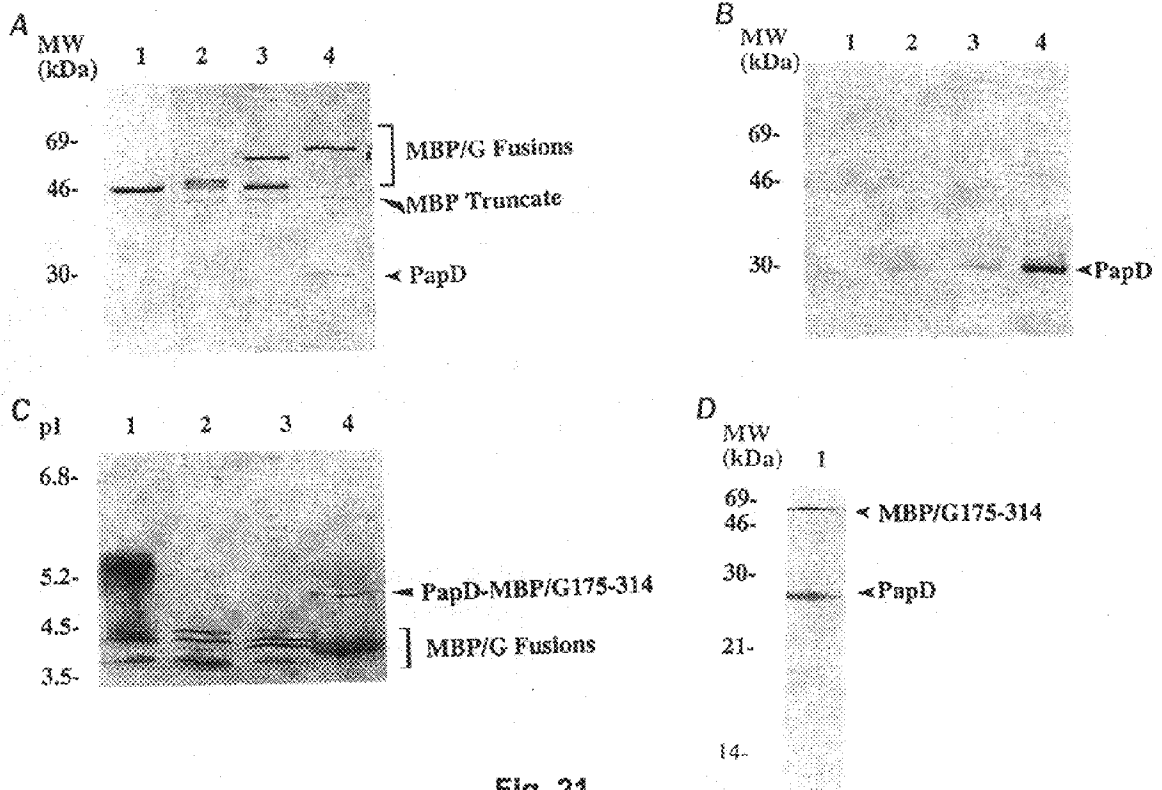 A
MW
(kDa)
1 2 3 4
69-
46-
30-
MBP/G Fusions
MBP Truncate
PapD
B
MW
(kDa)
1 2 3 4
69-
46-
30-
PapD
C
pI
1 2 3 4
6.8-
5.2-
4.5-
3.5-
PapD-MBP/G175-314
MBP/G Fusions
D
MW
(kDa)
1
69-
46-
30-
21-
14-
MBP/G175-314
PapD